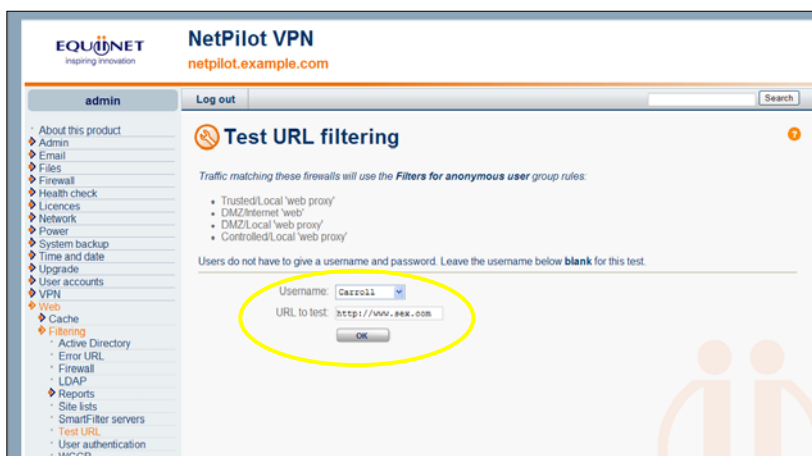 EQUiiNET
inspiring innovation
NetPilot VPN
netpilot.example.com
admin
Log out
Search
About this product
Admin
Email
Files
Firewall
Health check
Licences
Network
Power
System backup
Time and date
Upgrade
User accounts
VPN
Web
Cache
Filtering
Active Directory
Error URL
Firewall
LDAP
Reports
Site lists
SmartFilter servers
Test URL
User authentication
WCCP
Test URL filtering
?
Traffic matching these firewalls will use the Filters for anonymous user group rules:
Trusted/Local 'web proxy'
DMZ/Internet 'web'
DMZ/Local 'web proxy'
Controlled/Local 'web proxy'
Users do not have to give a username and password. Leave the username below blank for this test.
Username: Carroll
URL to test: http://www.sex.com
OK